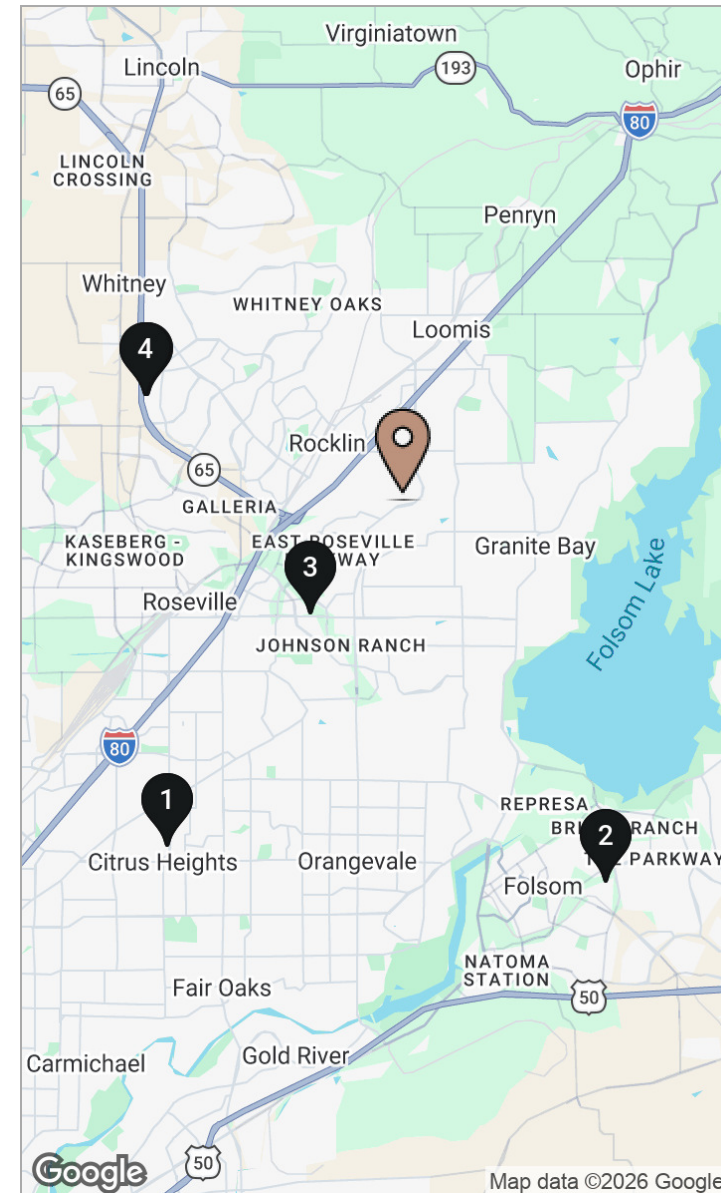 Virginiatown
Lincoln
193
Ophir
65
80
LINCOLN
CROSSING
Penryn
Whitney
WHITNEY OAKS
Loomis
4
Rocklin
65
GALLERIA
KASEBERG -
KINGSWOOD
EAST ROSEVILLE
Granite Bay
3
Roseville
Folsom Lake
JOHNSON RANCH
80
1
REPRESA
RANCH
2
PARKWAY
Citrus Heights
Orangevale
Folsom
NATOMA
STATION
Fair Oaks
50
Carmichael
Gold River
50
Google
Map data ©2026 Google